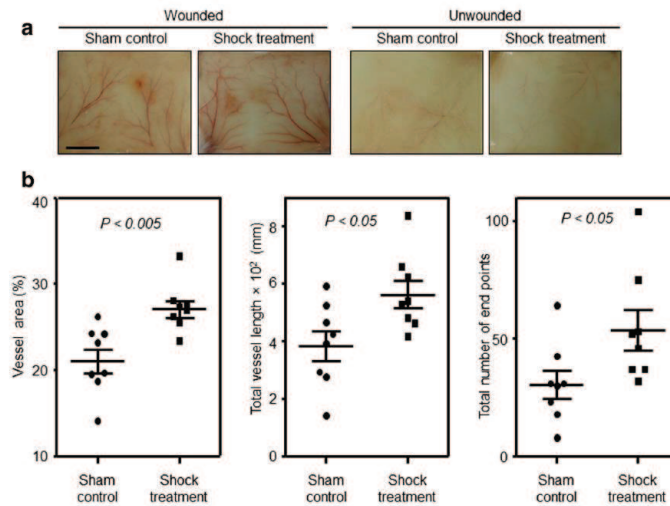 Wounded Unwounded
a
Sham control Shock treatment Sham control Shock treatment
b
40
30
20
10
Vessel area (%)
P < 0.005
Sham control
Shock treatment
8
6
4
2
0
Total vessel length × 10² (mm)
P < 0.05
Sham control
Shock treatment
100
50
0
Total number of end points
P < 0.05
Sham control
Shock treatment